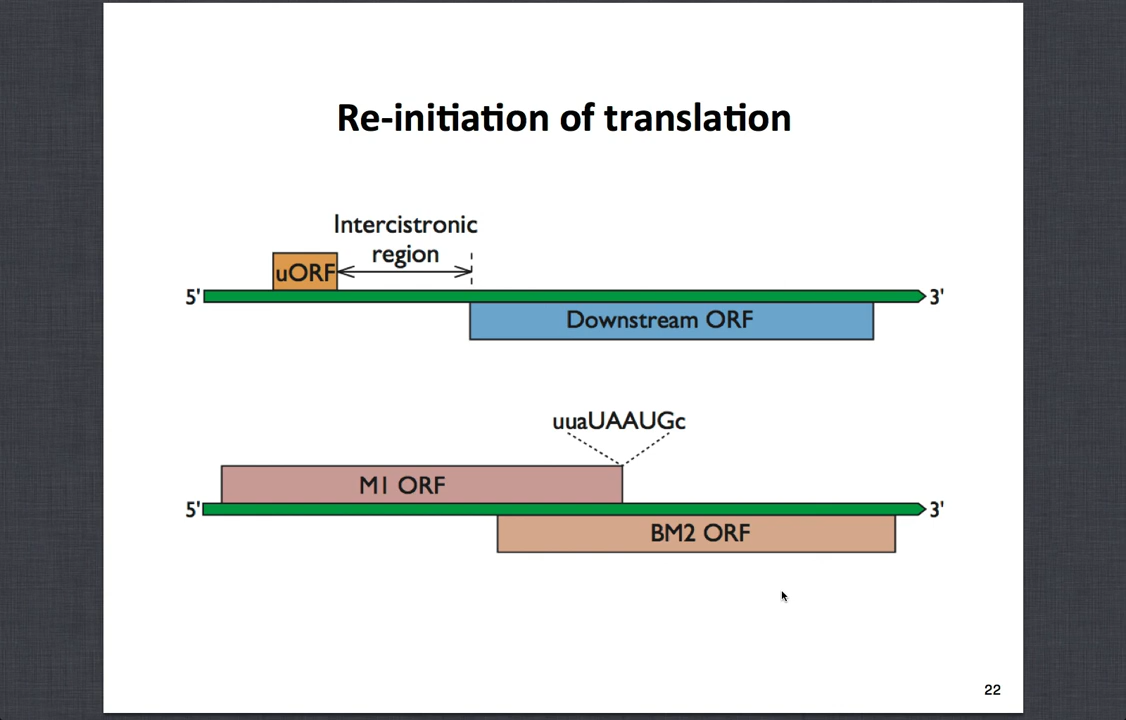 Re-initiation of translation
Intercistronic
region
uORF
5' 3'
Downstream ORF
uuaUAAUGc
M1 ORF
5' 3'
BM2 ORF
22